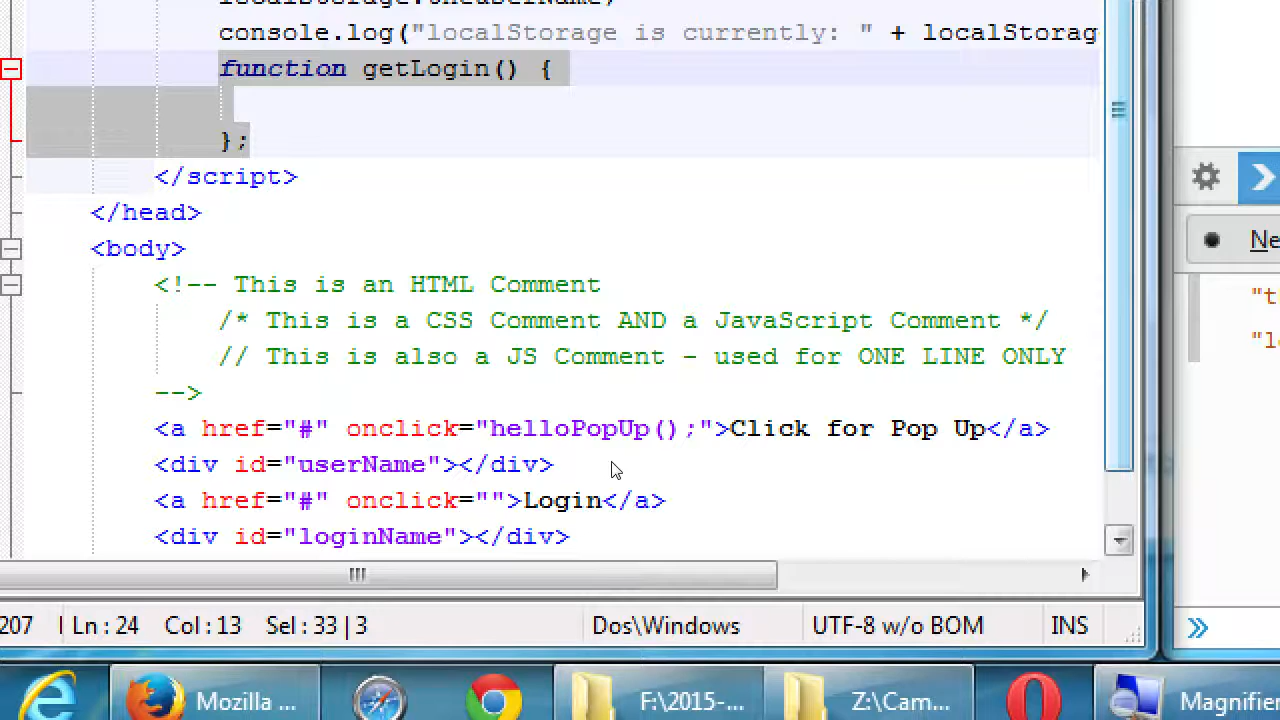 localStorage.theUserName;
console.log("localStorage is currently: " + localStorag
function getLogin() {
};
</script>
</head>
<body>
<!-- This is an HTML Comment
/* This is a CSS Comment AND a JavaScript Comment */
// This is also a JS Comment - used for ONE LINE ONLY
-->
<a href="#" onclick="helloPopUp();">Click for Pop Up</a>
<div id="userName"></div>
<a href="#" onclick="">Login</a>
<div id="loginName"></div>
Ne
"t
"l
207 Ln : 24 Col : 13 Sel : 33 | 3 Dos\Windows UTF-8 w/o BOM INS
Mozilla ... F:\2015-... Z:\Cam... Magnifie